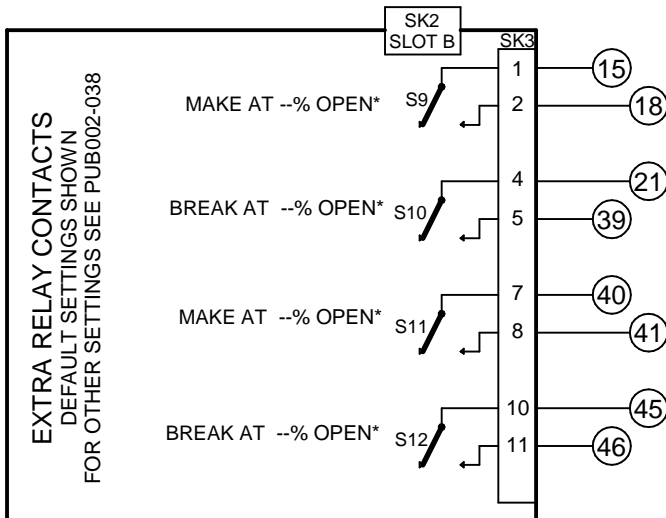 SK2
SLOT B
SK3
EXTRA RELAY CONTACTS
DEFAULT SETTINGS SHOWN
FOR OTHER SETTINGS SEE PUB002-038
MAKE AT --% OPEN*
S9
1
15
2
18
BREAK AT --% OPEN*
S10
4
21
5
39
MAKE AT --% OPEN*
S11
7
40
8
41
BREAK AT --% OPEN*
S12
10
45
11
46